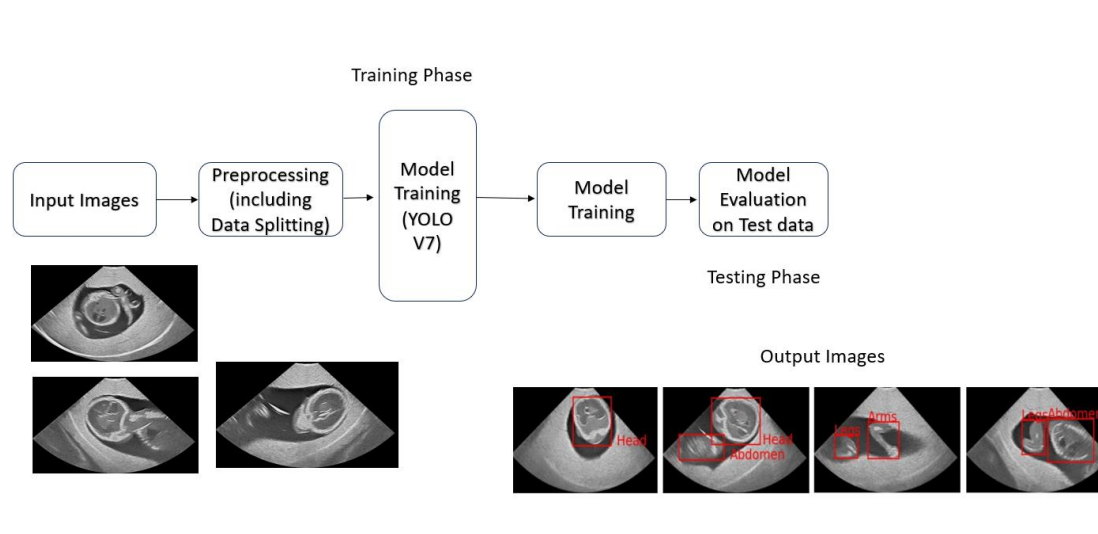 Training Phase
Input Images
Preprocessing
(including
Data Splitting)
Model
Training
(YOLO
V7)
Model
Training
Model
Evaluation
on Test data
Testing Phase
Output Images
Head
Head
Abdomen
Legs
Arms
Legs
Abdomen